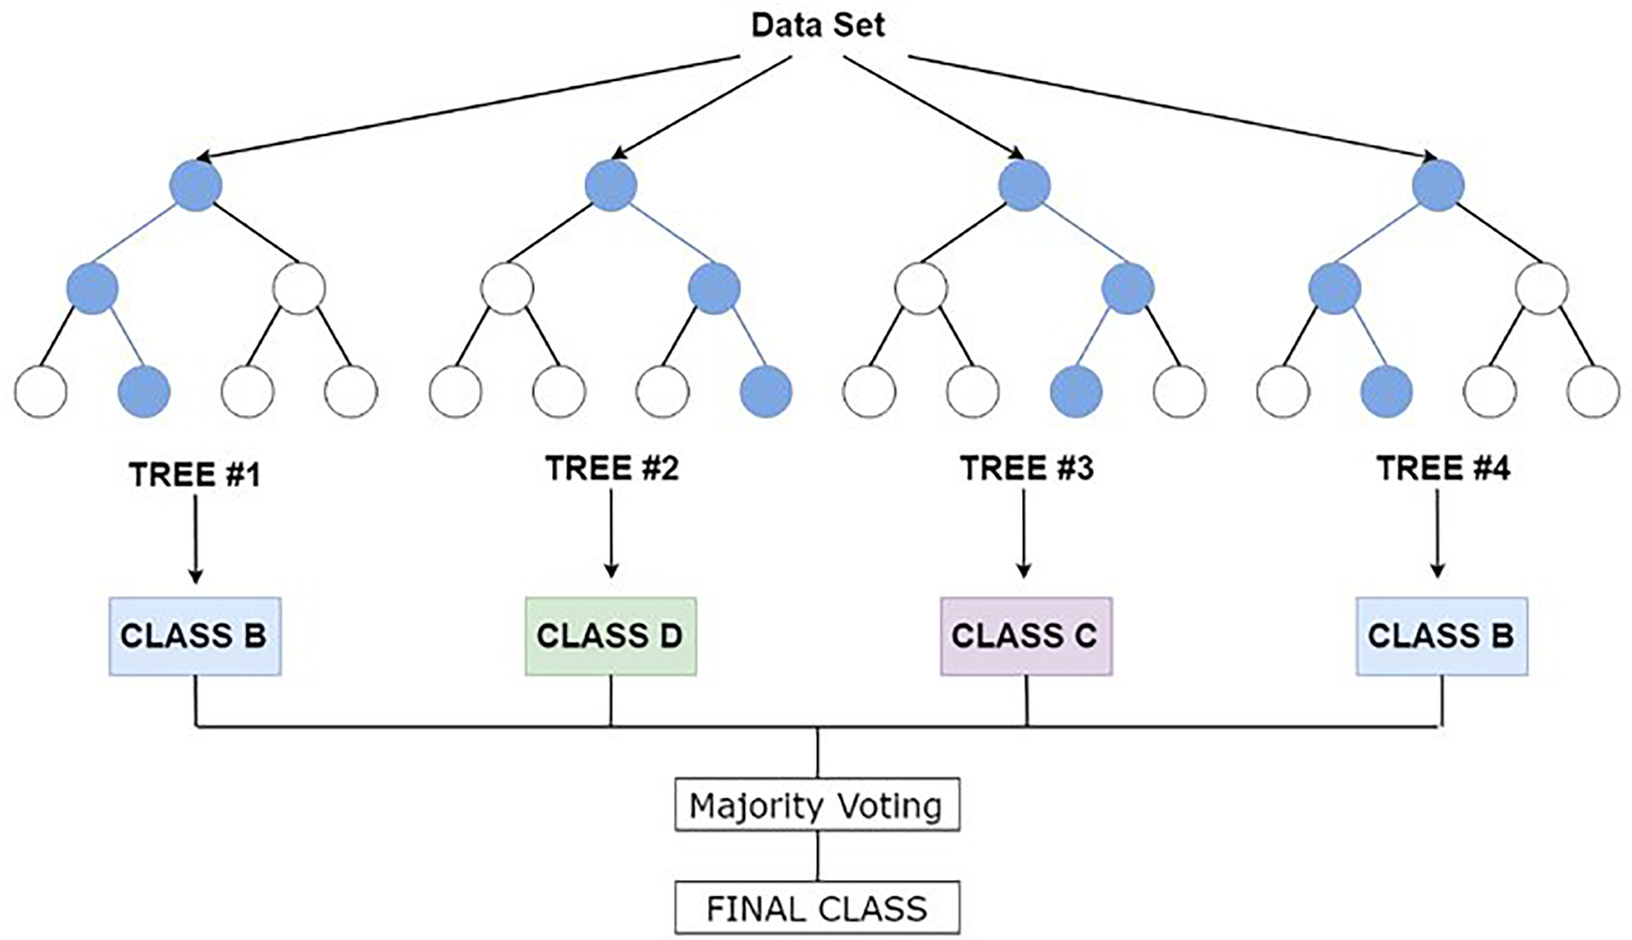 Data Set
TREE #1
TREE #2
TREE #3
TREE #4
CLASS B
CLASS D
CLASS C
CLASS B
Majority Voting
FINAL CLASS